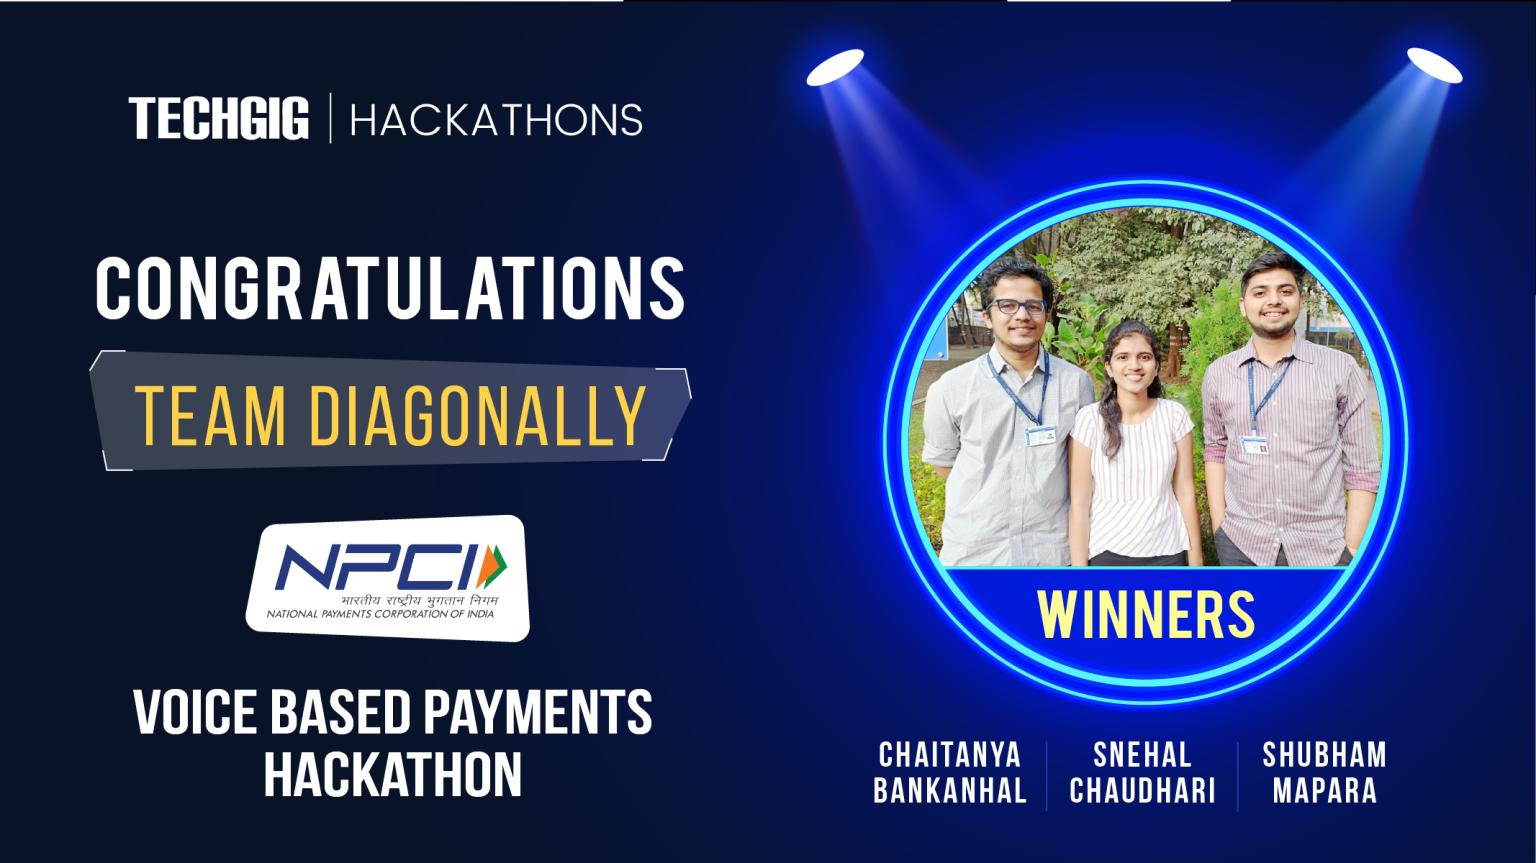 TECHGIG | HACKATHONS
CONGRATULATIONS
TEAM DIAGONALLY
NPCI
भारतीय राष्ट्रीय भुगतान निगम
NATIONAL PAYMENTS CORPORATION OF INDIA
VOICE BASED PAYMENTS
HACKATHON
WINNERS
CHAITANYA
BANKANHAL
SNEHAL
CHAUDHARI
SHUBHAM
MAPARA